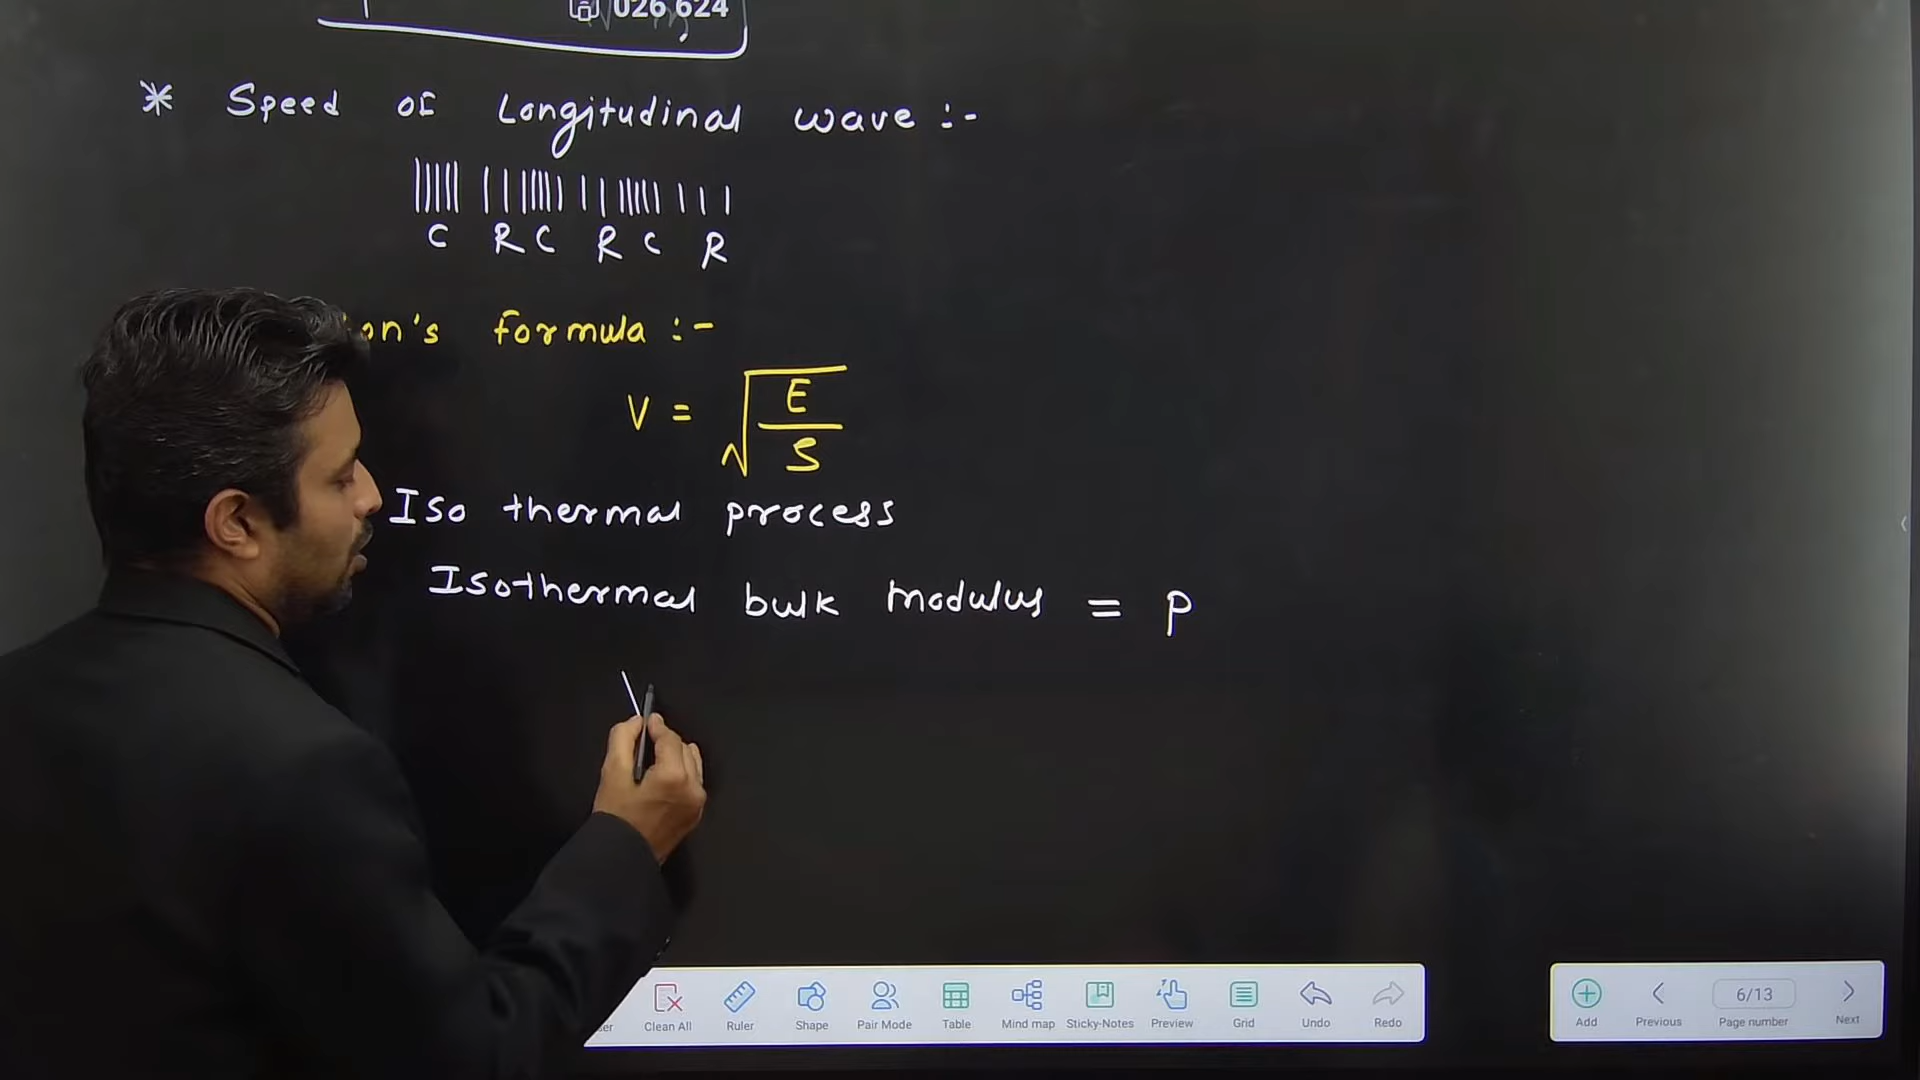 026 624
* Speed of Longitudinal wave :-
C R C R C R
on's formula :-
V = √(E/S)
Iso thermal process
Isothermal bulk modulus = P
Clean All Ruler Shape Pair Mode Table Mind map Sticky-Notes Preview Grid Undo Redo
Add Previous 6/13 Page number Next